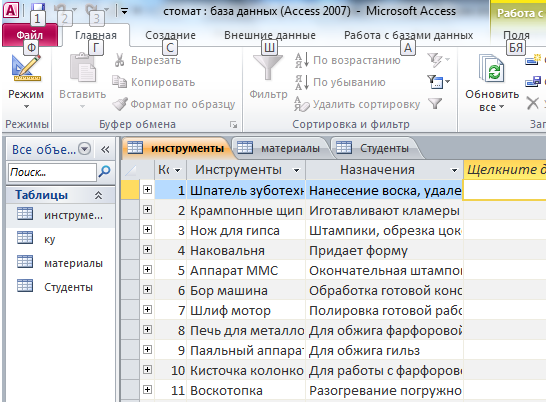 стомат : база данных (Access 2007) - Microsoft Access
Работа с
1 2 3
Файл Главная Создание Внешние данные Работа с базами данных Поля
Ф Г С Ш А БЯ
Режим
Режимы
Вставить
Вырезать
Копировать
Формат по образцу
Буфер обмена
Фильтр
По возрастанию
По убыванию
Удалить сортировку
Сортировка и фильтр
Обновить все
Зап
Все объе...
Поиск...
Таблицы
инструме...
ку
материалы
Студенты
инструменты материалы Студенты
Кс Инструменты Назначения Щелкните д
1 Шпатель зуботехн Нанесение воска, удале
2 Крампонные щип Иготавливают кламеры
3 Нож для гипса Штампики, обрезка цок
4 Наковальня Придает форму
5 Аппарат ММС Окончательная штампов
6 Бор машина Обработка готовой конс
7 Шлиф мотор Полировка готовой рабо
8 Печь для металло Для обжига фарфоровой
9 Паяльный аппарат Для обжига гильз
10 Кисточка колонко Для работы с фарфоров
11 Воскотопка Разогревание погружно